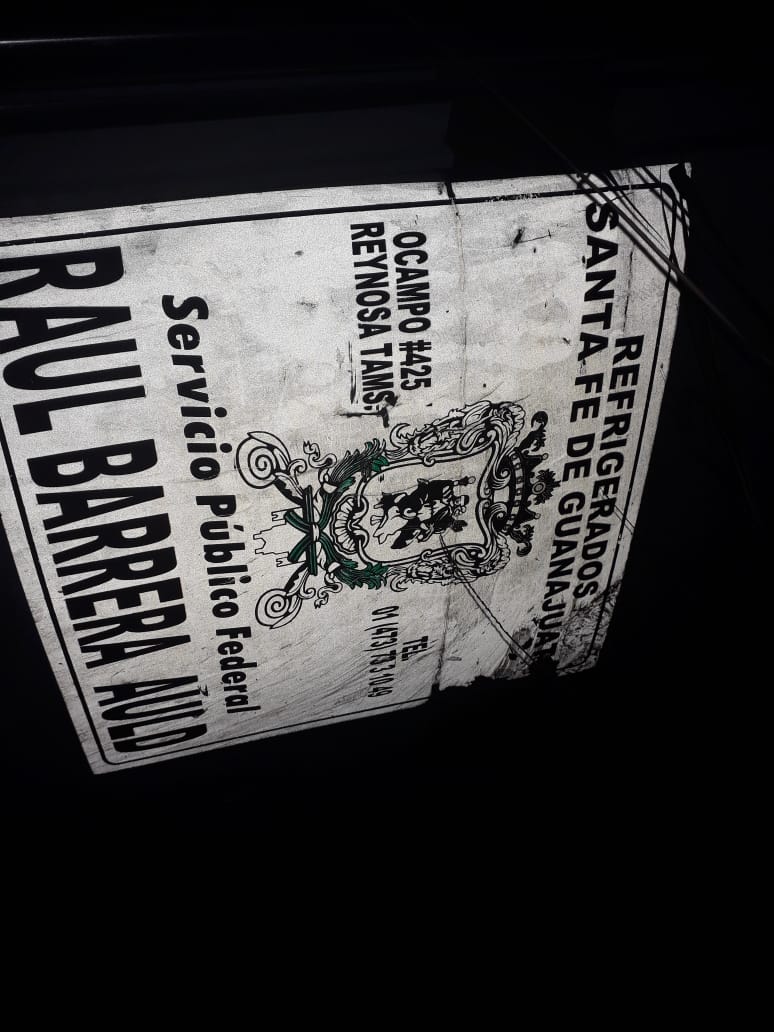 REFRIGERADOS
SANTA FE DE GUANAJUAT
OCAMPO #425
REYNOSA TAMS.
TEL.
01 (473) 73 3 10 49
Servicio Público Federal
RAUL BARRERA AULD